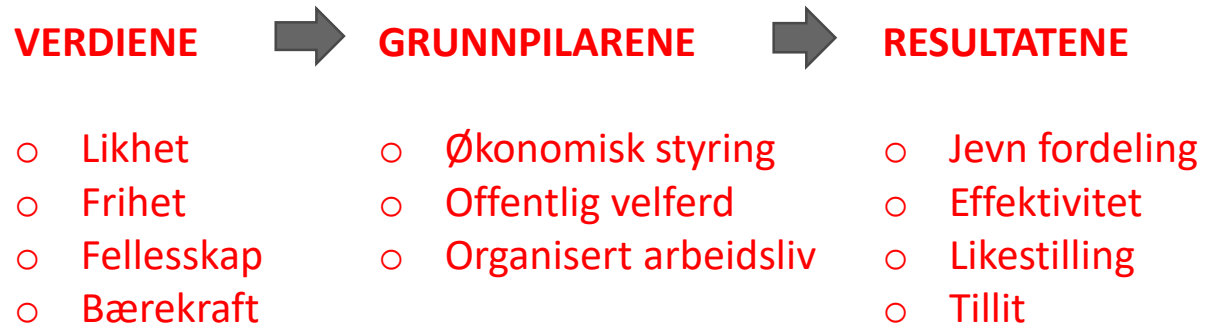 VERDIENE
Likhet
Frihet
Fellesskap
Bærekraft
GRUNNPILARENE
Økonomisk styring
Offentlig velferd
Organisert arbeidsliv
RESULTATENE
Jevn fordeling
Effektivitet
Likestilling
Tillit